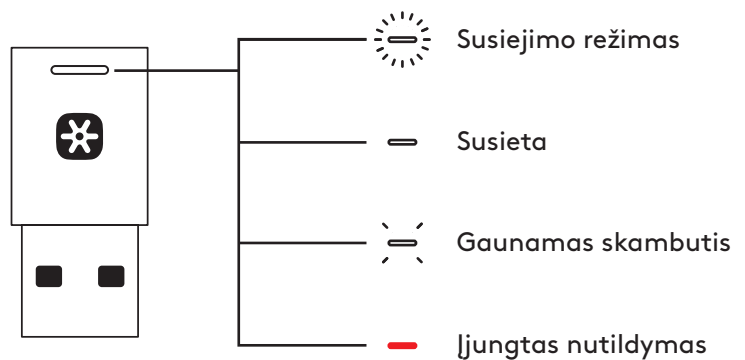 Susiejimo režimas
Susieta
Gaunamas skambutis
Įjungtas nutildymas